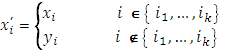 x′ᵢ = { xᵢ i ∈ { i₁ , … , iₖ }
yᵢ i ∉ { i₁ , … , iₖ }